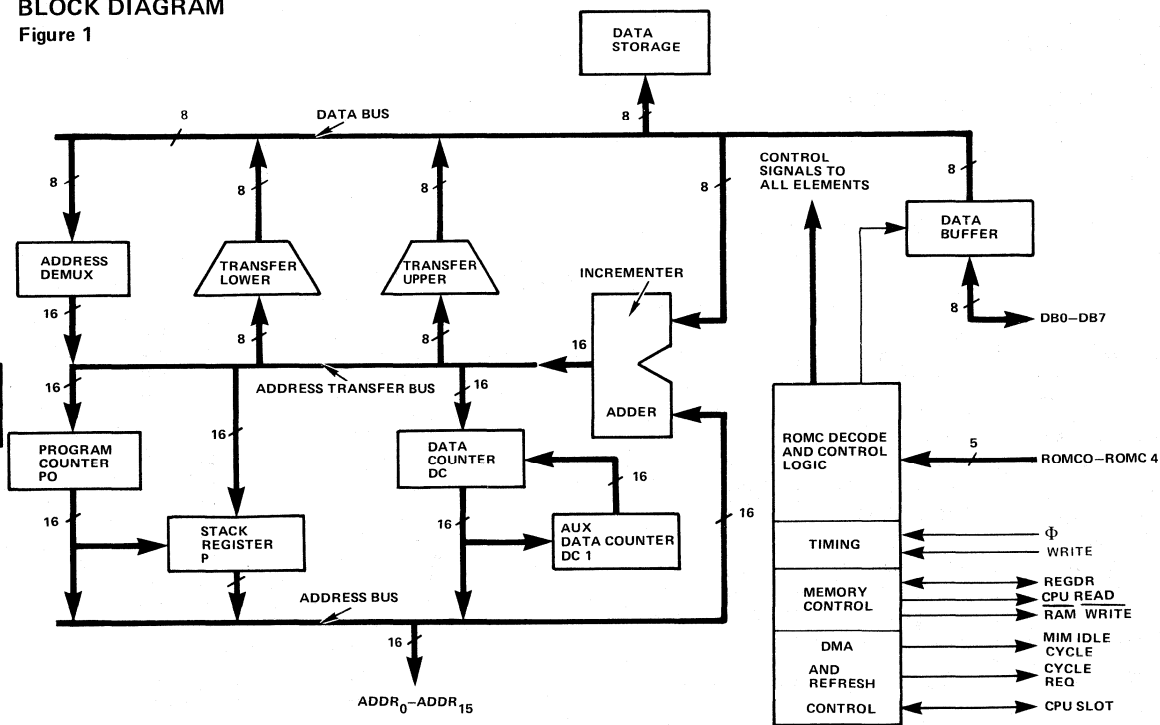 BLOCK DIAGRAM
Figure 1
DATA
STORAGE
8
8
DATA BUS
CONTROL
SIGNALS TO
ALL ELEMENTS
8
8
8
8
8
DATA
BUFFER
ADDRESS
DEMUX
TRANSFER
LOWER
TRANSFER
UPPER
INCREMENTER
16
8
8
16
8
DB0–DB7
ADDRESS TRANSFER BUS
16
16
ADDER
16
PROGRAM
COUNTER
PO
DATA
COUNTER
DC
ROMC DECODE
AND CONTROL
LOGIC
5
ROMCO–ROMC 4
16
16
16
16
STACK
REGISTER
P
AUX
DATA COUNTER
DC 1
TIMING
Φ
WRITE
ADDRESS BUS
MEMORY
CONTROL
REGDR
CPU READ
RAM WRITE
16
DMA
AND
REFRESH
CONTROL
MIM IDLE
CYCLE
CYCLE
REQ
CPU SLOT
ADDR0–ADDR15